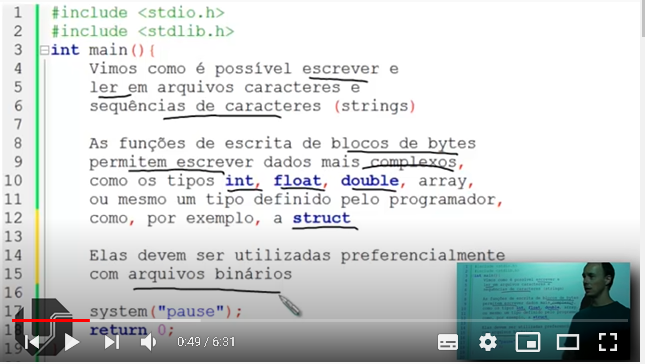 1 #include <stdio.h>
2 #include <stdlib.h>
3 int main(){
4 Vimos como é possível escrever e
5 ler em arquivos caracteres e
6 sequências de caracteres (strings)
7
8 As funções de escrita de blocos de bytes
9 permitem escrever dados mais complexos,
10 como os tipos int, float, double, array,
11 ou mesmo um tipo definido pelo programador,
12 como, por exemplo, a struct
13
14 Elas devem ser utilizadas preferencialmente
15 com arquivos binários
16
17 system("pause");
18 return 0;
0:49 / 6:31